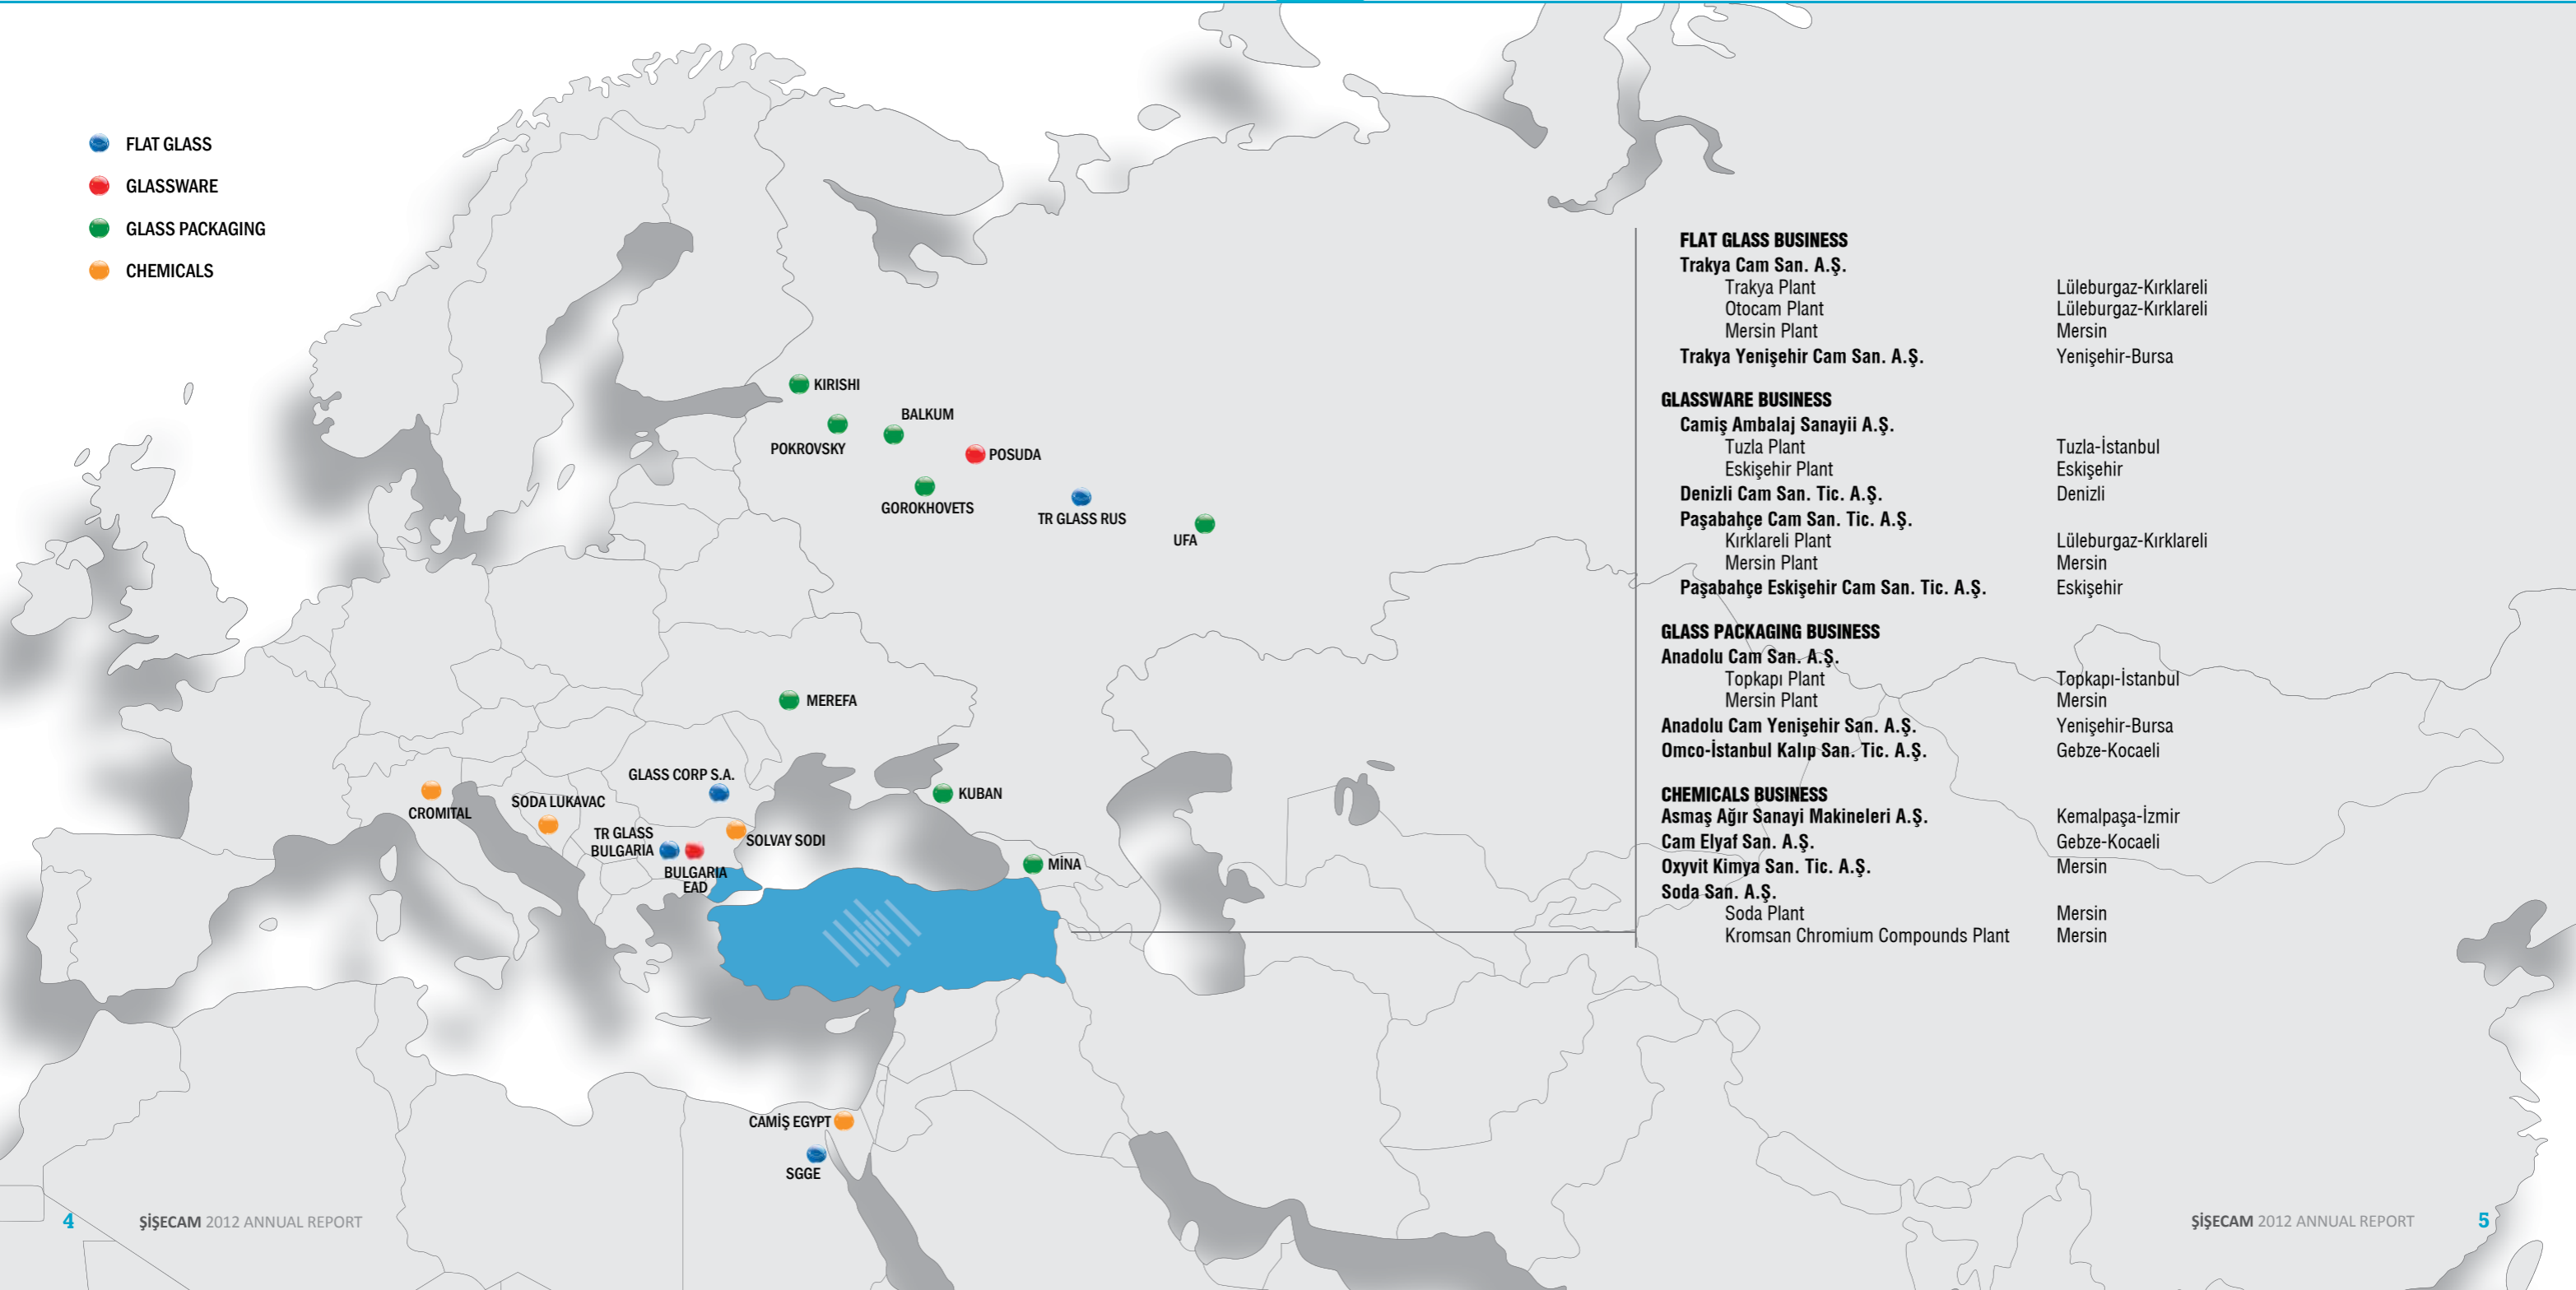 FLAT GLASS
GLASSWARE
GLASS PACKAGING
CHEMICALS
KIRISHI
POKROVSKY
BALKUM
POSUDA
GOROKHOVETS
TR GLASS RUS
UFA
MEREFA
GLASS CORP S.A.
CROMITAL
SODA LUKAVAC
KUBAN
TR GLASS
BULGARIA
SOLVAY SODI
BULGARIA
EAD
MİNA
CAMİŞ EGYPT
SGGE
FLAT GLASS BUSINESS
Trakya Cam San. A.Ş.
Trakya Plant Lüleburgaz-Kırklareli
Otocam Plant Lüleburgaz-Kırklareli
Mersin Plant Mersin
Trakya Yenişehir Cam San. A.Ş. Yenişehir-Bursa
GLASSWARE BUSINESS
Camiş Ambalaj Sanayii A.Ş.
Tuzla Plant Tuzla-İstanbul
Eskişehir Plant Eskişehir
Denizli Cam San. Tic. A.Ş. Denizli
Paşabahçe Cam San. Tic. A.Ş.
Kırklareli Plant Lüleburgaz-Kırklareli
Mersin Plant Mersin
Paşabahçe Eskişehir Cam San. Tic. A.Ş. Eskişehir
GLASS PACKAGING BUSINESS
Anadolu Cam San. A.Ş.
Topkapı Plant Topkapı-İstanbul
Mersin Plant Mersin
Anadolu Cam Yenişehir San. A.Ş. Yenişehir-Bursa
Omco-İstanbul Kalıp San. Tic. A.Ş. Gebze-Kocaeli
CHEMICALS BUSINESS
Asmaş Ağır Sanayi Makineleri A.Ş. Kemalpaşa-İzmir
Cam Elyaf San. A.Ş. Gebze-Kocaeli
Oxyvit Kimya San. Tic. A.Ş. Mersin
Soda San. A.Ş.
Soda Plant Mersin
Kromsan Chromium Compounds Plant Mersin
4 ŞİŞECAM 2012 ANNUAL REPORT
ŞİŞECAM 2012 ANNUAL REPORT 5